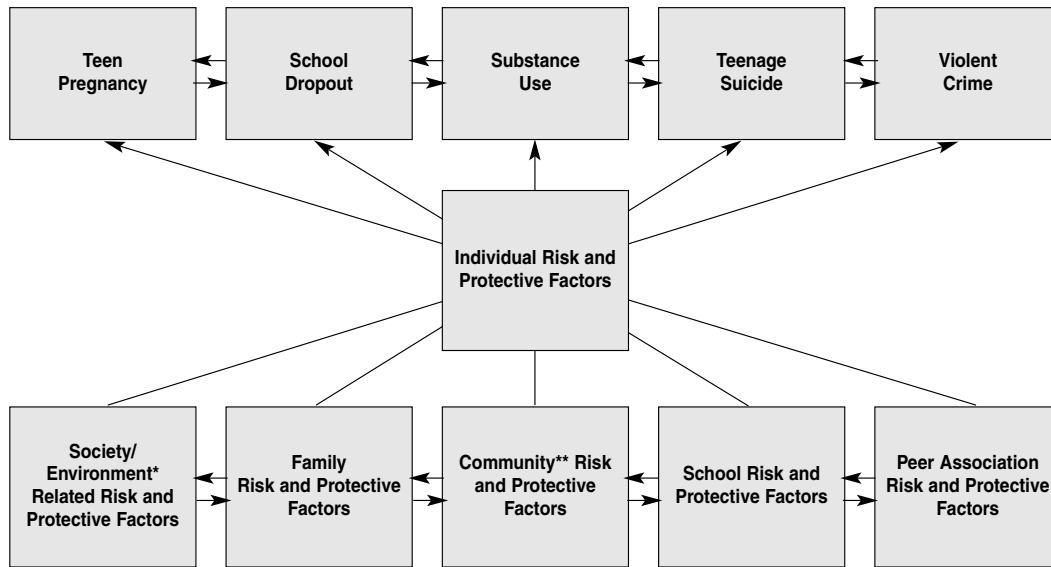 Teen
Pregnancy
School
Dropout
Substance
Use
Teenage
Suicide
Violent
Crime
Individual Risk and
Protective Factors
Society/
Environment*
Related Risk and
Protective Factors
Family
Risk and Protective
Factors
Community** Risk
and Protective
Factors
School Risk and
Protective Factors
Peer Association
Risk and Protective
Factors